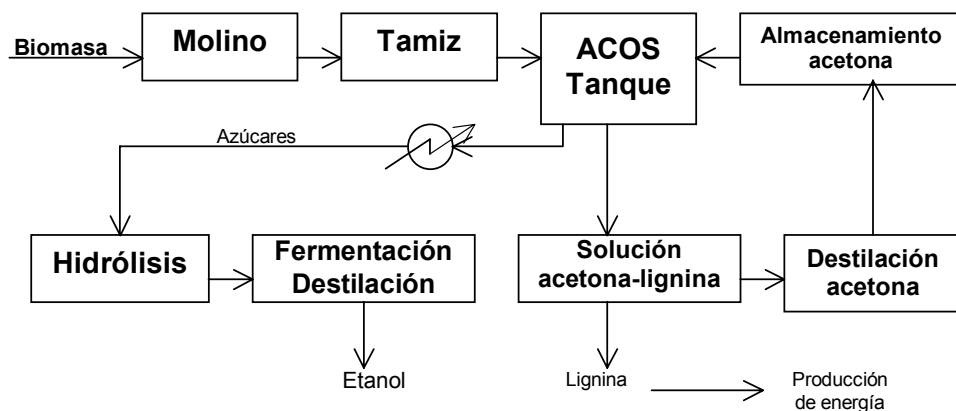 Biomasa
Molino
Tamiz
ACOS
Tanque
Almacenamiento
acetona
Azúcares
Hidrólisis
Fermentación
Destilación
Solución
acetona-lignina
Destilación
acetona
Etanol
Lignina
Producción
de energía